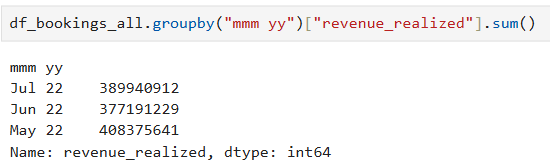 df_bookings_all.groupby("mmm yy")["revenue_realized"].sum()
mmm yy
Jul 22    389940912
Jun 22    377191229
May 22    408375641
Name: revenue_realized, dtype: int64